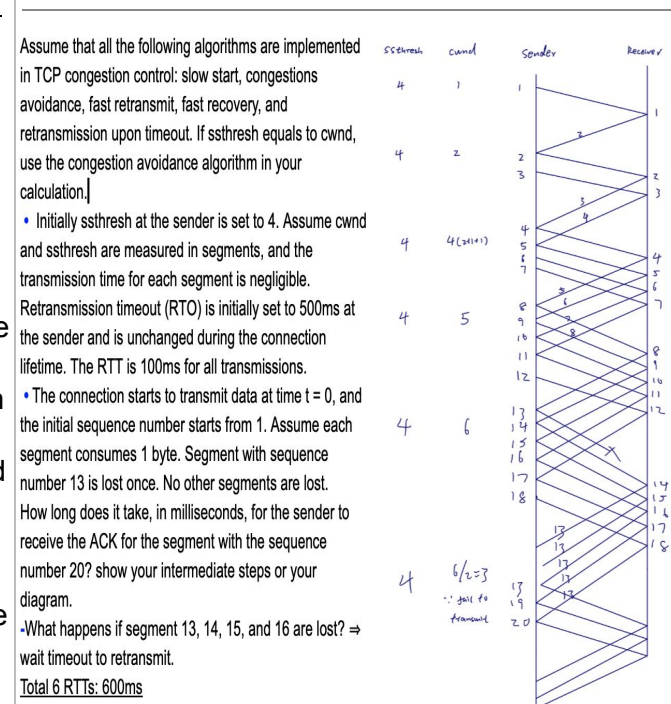 Assume that all the following algorithms are implemented
in TCP congestion control: slow start, congestions
avoidance, fast retransmit, fast recovery, and
retransmission upon timeout. If ssthresh equals to cwnd,
use the congestion avoidance algorithm in your
calculation.
• Initially ssthresh at the sender is set to 4. Assume cwnd
and ssthresh are measured in segments, and the
transmission time for each segment is negligible.
Retransmission timeout (RTO) is initially set to 500ms at
the sender and is unchanged during the connection
lifetime. The RTT is 100ms for all transmissions.
• The connection starts to transmit data at time t = 0, and
the initial sequence number starts from 1. Assume each
segment consumes 1 byte. Segment with sequence
number 13 is lost once. No other segments are lost.
How long does it take, in milliseconds, for the sender to
receive the ACK for the segment with the sequence
number 20? show your intermediate steps or your
diagram.
-What happens if segment 13, 14, 15, and 16 are lost? ⇒
wait timeout to retransmit.
Total 6 RTTs: 600ms
ssthresh cwnd Sender Receiver
4 1 1
1
2
4 2 2
2
3
3
3
4
4
4 4(2+1+1) 5
4
6
5
7
6
5
8
6
7
4 5 9
7
10
8
11
8
9
12
10
11
13
12
4 6 14
15
16
17
14
18
15
16
17
13
18
13
13
13
4 6/2=3 13
13
∵ fail to 19
transmit 20